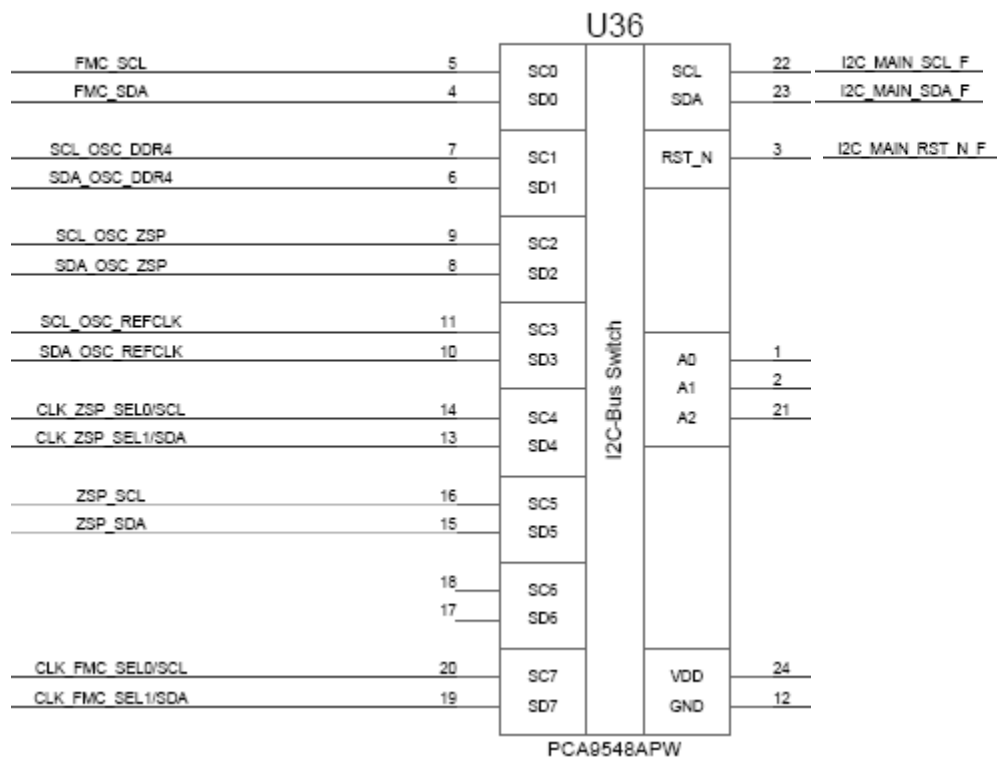 U36
FMC_SCL 5 SC0 SCL 22 I2C_MAIN_SCL_F
FMC_SDA 4 SD0 SDA 23 I2C_MAIN_SDA_F
SCL_OSC_DDR4 7 SC1 RST_N 3 I2C_MAIN_RST_N_F
SDA_OSC_DDR4 6 SD1
SCL_OSC_ZSP 9 SC2
SDA_OSC_ZSP 8 SD2
SCL_OSC_REFCLK 11 SC3
SDA_OSC_REFCLK 10 SD3 A0 1
A1 2
CLK_ZSP_SEL0/SCL 14 SC4 A2 21
CLK_ZSP_SEL1/SDA 13 SD4
I2C-Bus Switch
ZSP_SCL 16 SC5
ZSP_SDA 15 SD5
18 SC6
17 SD6
CLK_FMC_SEL0/SCL 20 SC7 VDD 24
CLK_FMC_SEL1/SDA 19 SD7 GND 12
PCA9548APW